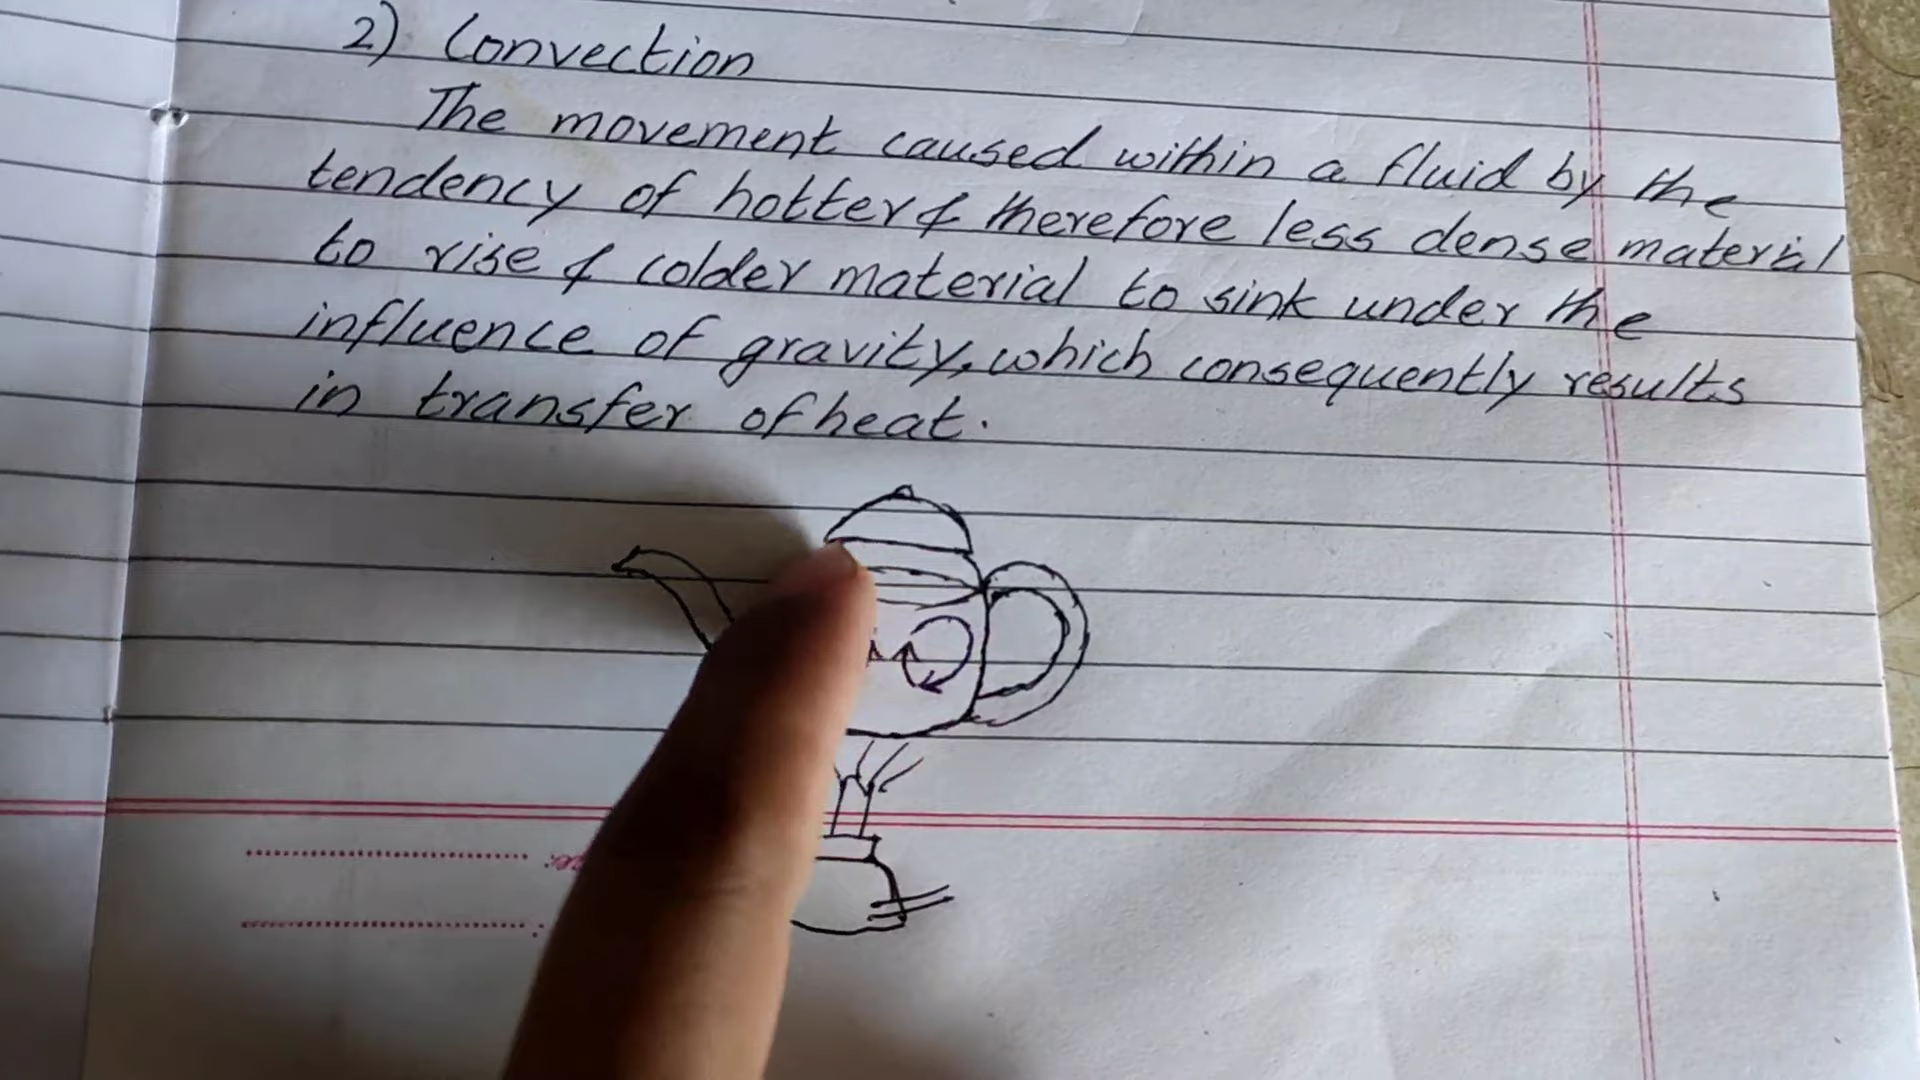 2) Convection
The movement caused within a fluid by the
tendency of hotter & therefore less dense material
to rise & colder material to sink under the
influence of gravity, which consequently results
in transfer of heat.